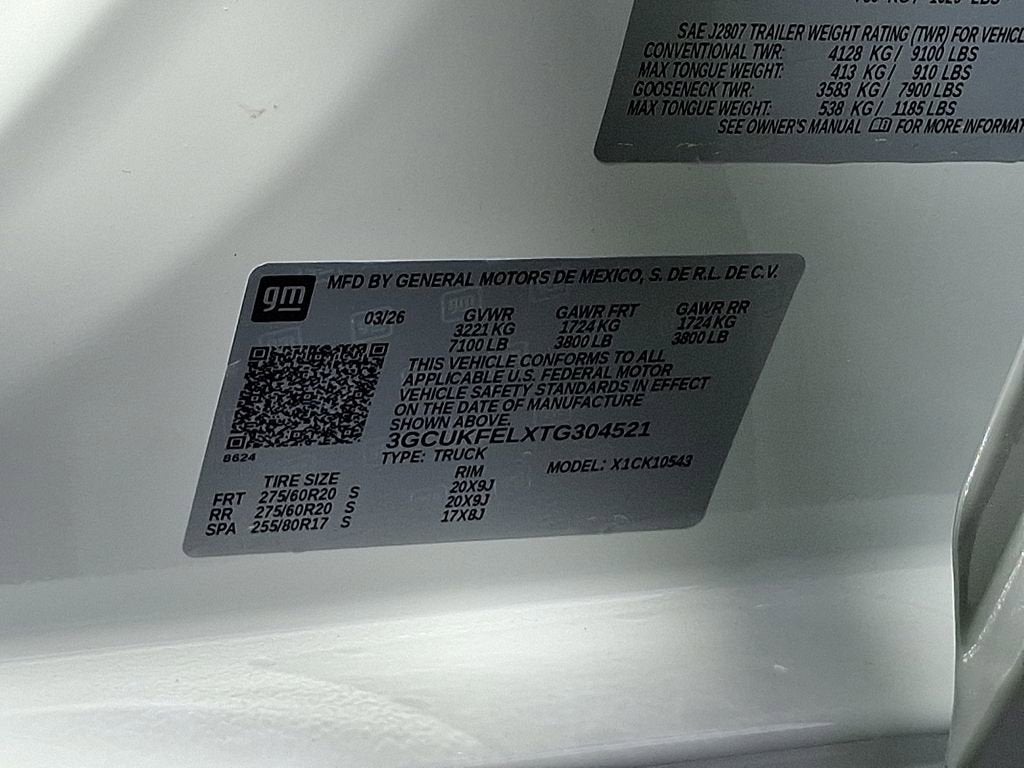 SAE J2807 TRAILER WEIGHT RATING (TWR) FOR VEHICL
CONVENTIONAL TWR: 4128 KG/ 9100 LBS
MAX TONGUE WEIGHT: 413 KG/ 910 LBS
GOOSENECK TWR: 3583 KG/ 7900 LBS
MAX TONGUE WEIGHT: 538 KG/ 1185 LBS
SEE OWNER'S MANUAL FOR MORE INFORMAT
gm
MFD BY GENERAL MOTORS DE MEXICO, S. DE R.L. DE C.V.
03/26 GVWR GAWR FRT GAWR RR
3221 KG 1724 KG 1724 KG
7100 LB 3800 LB 3800 LB
THIS VEHICLE CONFORMS TO ALL
APPLICABLE U.S. FEDERAL MOTOR
VEHICLE SAFETY STANDARDS IN EFFECT
ON THE DATE OF MANUFACTURE
SHOWN ABOVE.
3GCUKFELXTG304521
8624
TYPE: TRUCK MODEL: X1CK10543
TIRE SIZE RIM
FRT 275/60R20 S 20X9J
RR 275/60R20 S 20X9J
SPA 255/80R17 S 17X8J